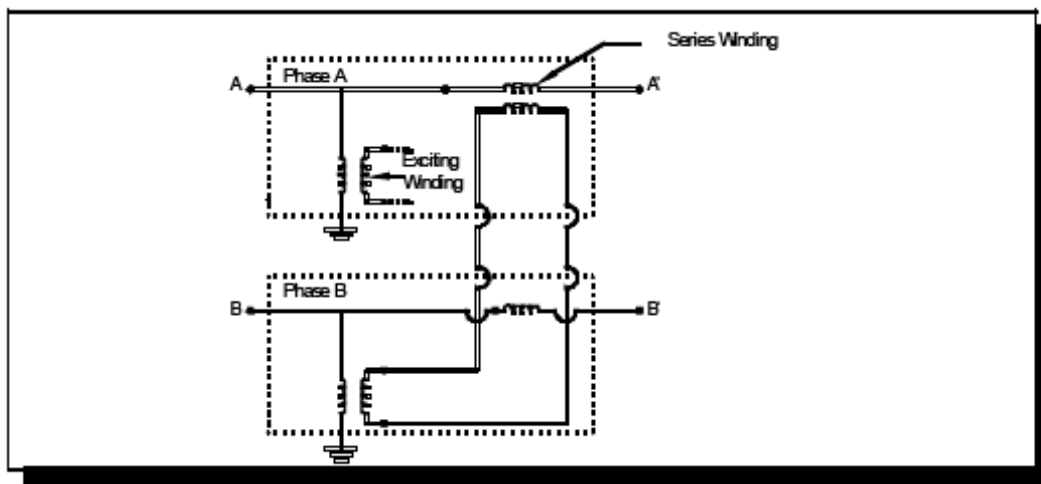 Series Winding
Phase A
A
A'
Exciting
Winding
Phase B
B
B'